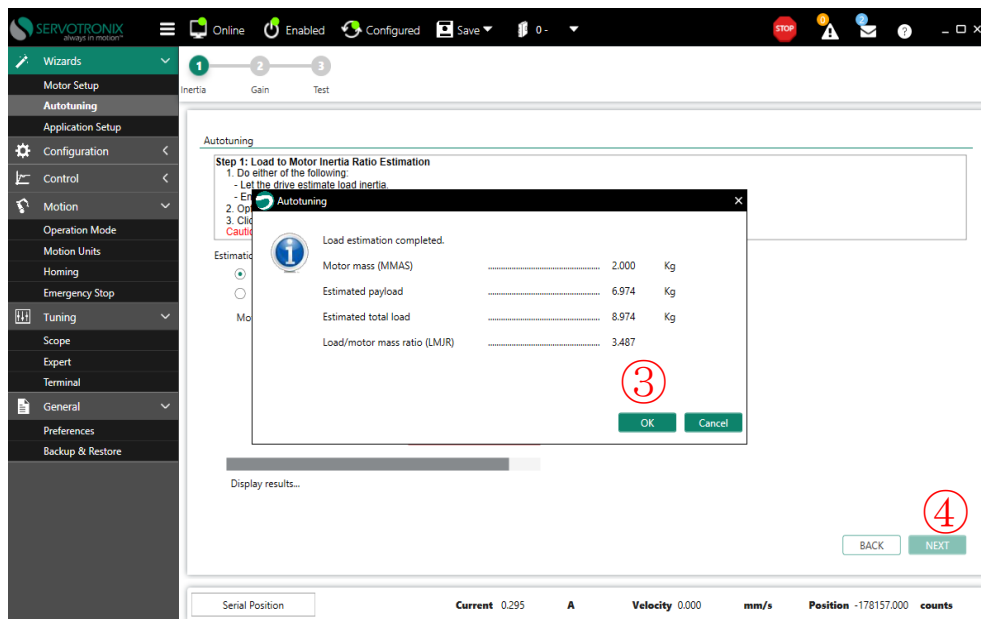 SERVOTRONIX
always in motion™
Online
Enabled
Configured
Save
0 -
STOP
0
2
?
Wizards
Motor Setup
Autotuning
Application Setup
Configuration
Control
Motion
Operation Mode
Motion Units
Homing
Emergency Stop
Tuning
Scope
Expert
Terminal
General
Preferences
Backup & Restore
1 2 3
Inertia Gain Test
Autotuning
Step 1: Load to Motor Inertia Ratio Estimation
1. Do either of the following:
- Let the drive estimate load inertia.
- En
2. Op
3. Clic
Cautio
Estimatio
Mo
Autotuning
Load estimation completed.
Motor mass (MMAS) ........ 2.000 Kg
Estimated payload ........ 6.974 Kg
Estimated total load ........ 8.974 Kg
Load/motor mass ratio (LMJR) ........ 3.487
③
OK Cancel
Display results...
④
BACK NEXT
Serial Position Current 0.295 A Velocity 0.000 mm/s Position -178157.000 counts